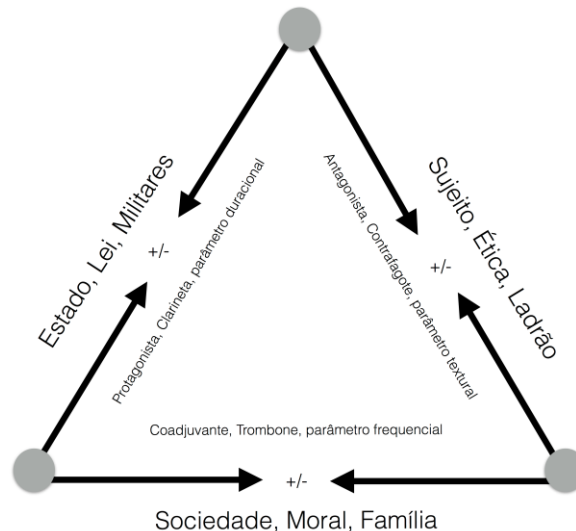 Estado, Lei, Militares
+/-
Protagonista, Clarineta, parâmetro duracional
Antagonista, Contrafagote, parâmetro textural
+/-
Sujeito, Ética, Ladrão
Coadjuvante, Trombone, parâmetro frequencial
+/-
Sociedade, Moral, Família